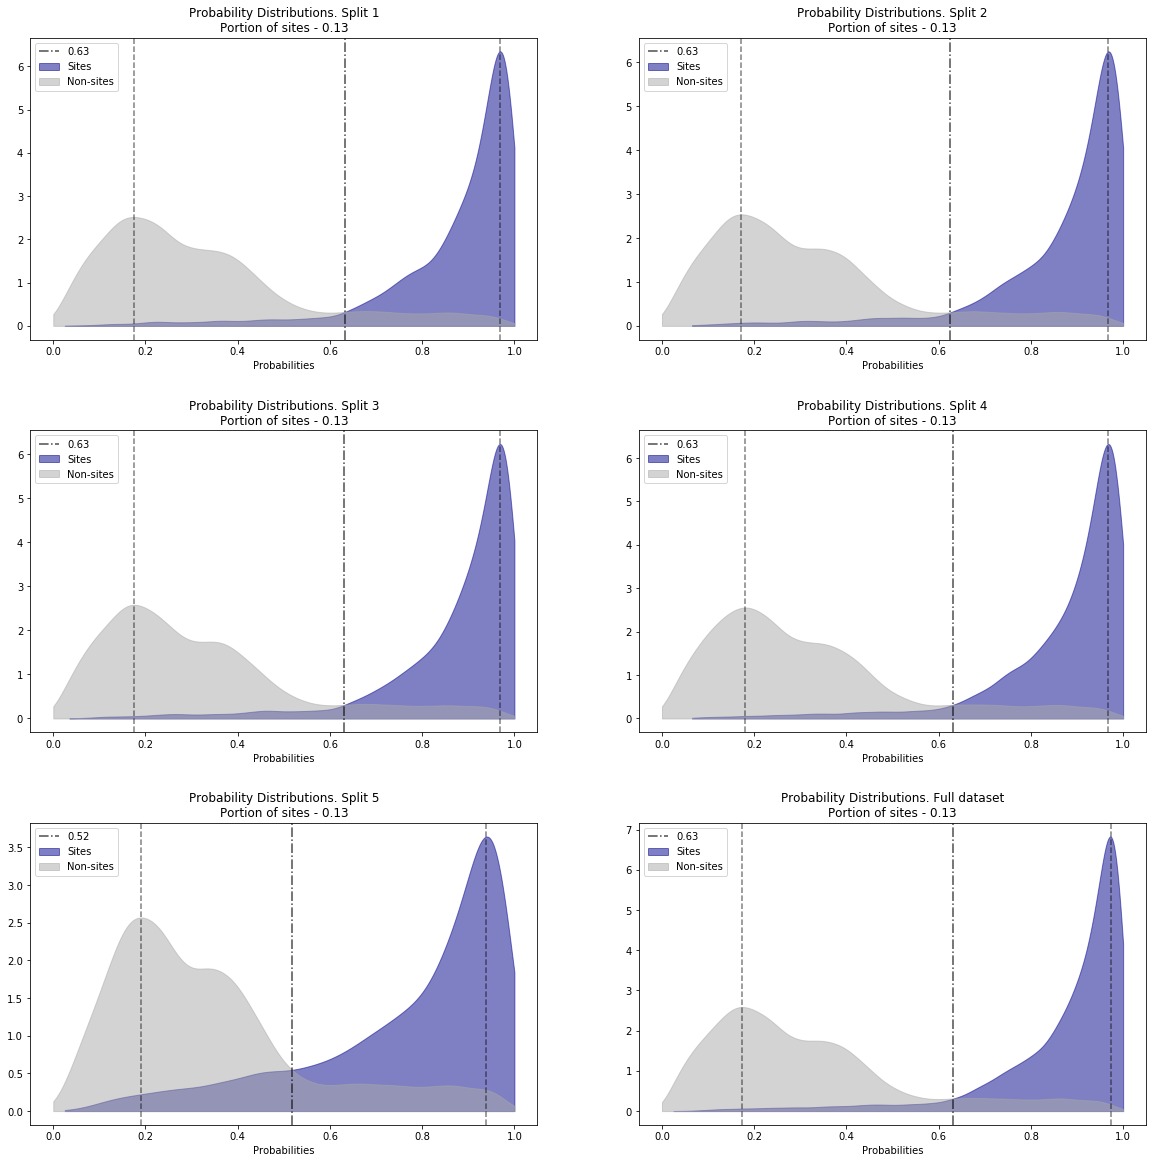 Probability Distributions. Split 1
Portion of sites - 0.13
0.63
Sites
Non-sites
6
5
4
3
2
1
0
0.0 0.2 0.4 0.6 0.8 1.0
Probabilities
Probability Distributions. Split 2
Portion of sites - 0.13
0.63
Sites
Non-sites
6
5
4
3
2
1
0
0.0 0.2 0.4 0.6 0.8 1.0
Probabilities
Probability Distributions. Split 3
Portion of sites - 0.13
0.63
Sites
Non-sites
6
5
4
3
2
1
0
0.0 0.2 0.4 0.6 0.8 1.0
Probabilities
Probability Distributions. Split 4
Portion of sites - 0.13
0.63
Sites
Non-sites
6
5
4
3
2
1
0
0.0 0.2 0.4 0.6 0.8 1.0
Probabilities
Probability Distributions. Split 5
Portion of sites - 0.13
0.52
Sites
Non-sites
3.5
3.0
2.5
2.0
1.5
1.0
0.5
0.0
0.0 0.2 0.4 0.6 0.8 1.0
Probabilities
Probability Distributions. Full dataset
Portion of sites - 0.13
0.63
Sites
Non-sites
7
6
5
4
3
2
1
0
0.0 0.2 0.4 0.6 0.8 1.0
Probabilities